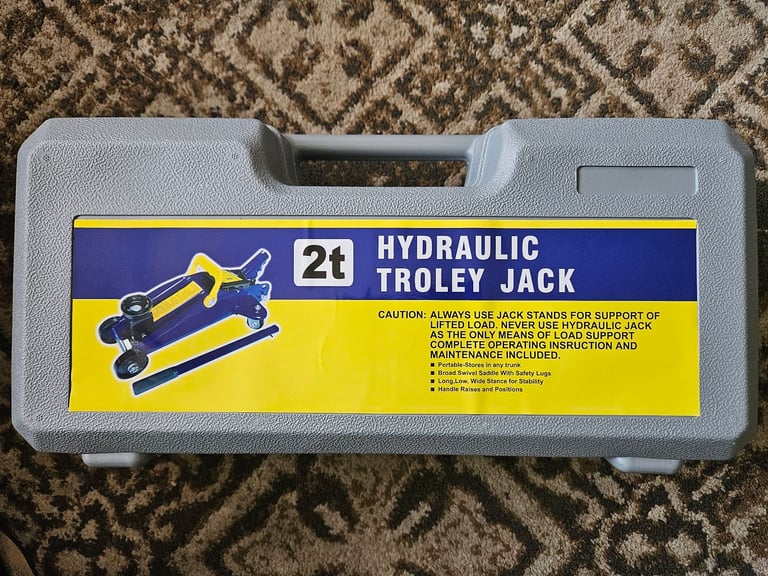 2t
HYDRAULIC
TROLEY JACK
CAUTION: ALWAYS USE JACK STANDS FOR SUPPORT OF
LIFTED LOAD. NEVER USE HYDRAULIC JACK
AS THE ONLY MEANS OF LOAD SUPPORT
COMPLETE OPERATING INSRUCTION AND
MAINTENANCE INCLUDED.
■ Portable-Stores in any trunk
■ Broad Swivel Saddle With Safety Lugs
■ Long,Low, Wide Stance for Stability
■ Handle Raises and Positions